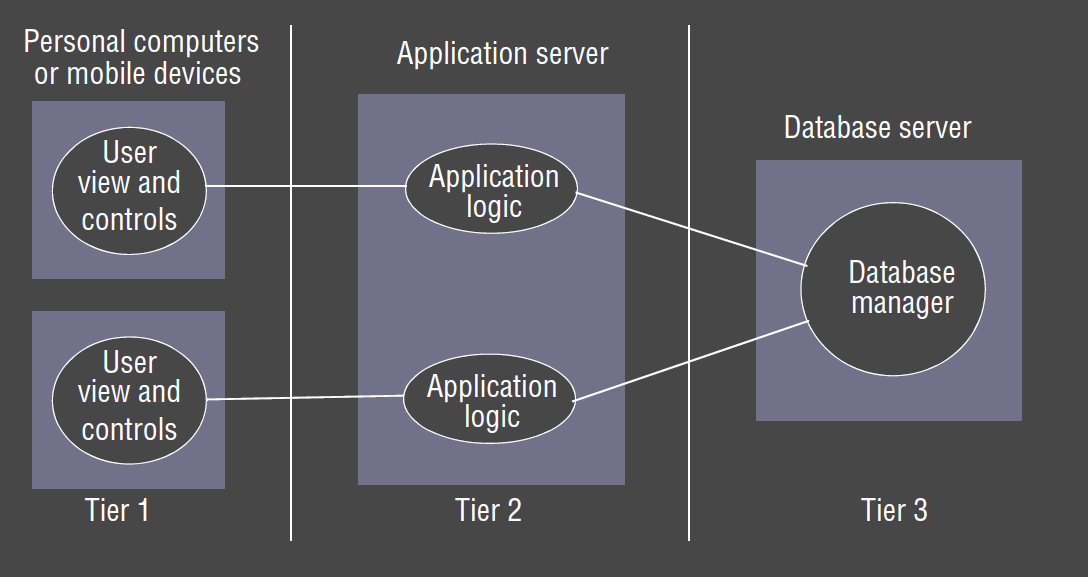 Personal computers
or mobile devices
Application server
Database server
User
view and
controls
Application
logic
Database
manager
User
view and
controls
Application
logic
Tier 1
Tier 2
Tier 3